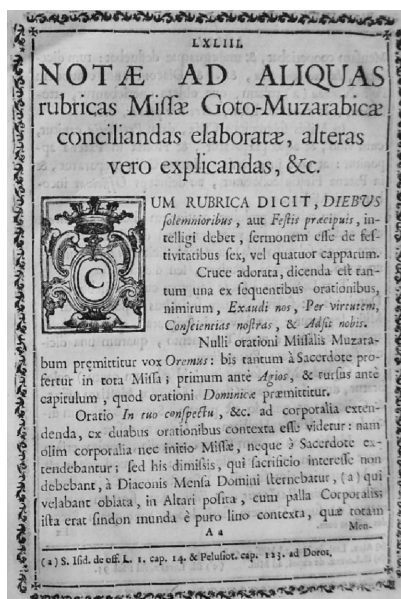 LXLIII.
NOTÆ AD ALIQUAS
rubricas Miſſæ Goto-Muzarabicæ
conciliandas elaboratæ, alteras
vero explicandas, &c.
CUM RUBRICA DICIT, DIEBUS
ſolemnioribus, aut Feſtis præcipuis, in-
telligi debet, ſermonem eſſe de feſ-
tivitatibus ſex, vel quatuor capparum.
Cruce adorata, dicenda eſt tan-
tum una ex ſequentibus orationibus,
nimirum, Exaudi nos, Per virtutem,
Conſcientias noſtras, & Adſit nobis.
Nulli orationi Miſſalis Muzara-
bum pręmittitur vox Oremus: bis tantum à Sacerdote pro-
fertur in tota Miſſa; primum antè Agios, & rurſus antè
capitulum, quod orationi Dominicæ præmittitur.
Oratio In tuo conſpectu, &c. ad corporalia exten-
denda, ex duabus orationibus contexta eſſe videtur: nam
olim corporalia nec initio Miſſæ, neque à Sacerdote ex-
tendebantur; ſed his dimiſſis, qui ſacrificio intereſſe non
debebant, à Diaconis Menſa Domini ſternebatur, (a) qui
velabant oblata, in Altari poſita, cum palla Corporalis:
iſta erat ſindon munda è puro lino contexta, quæ totam
A a Men-
(a) S. Iſid. de off. L. 1. cap. 14. & Peluſiot. cap. 123. ad Dorot.